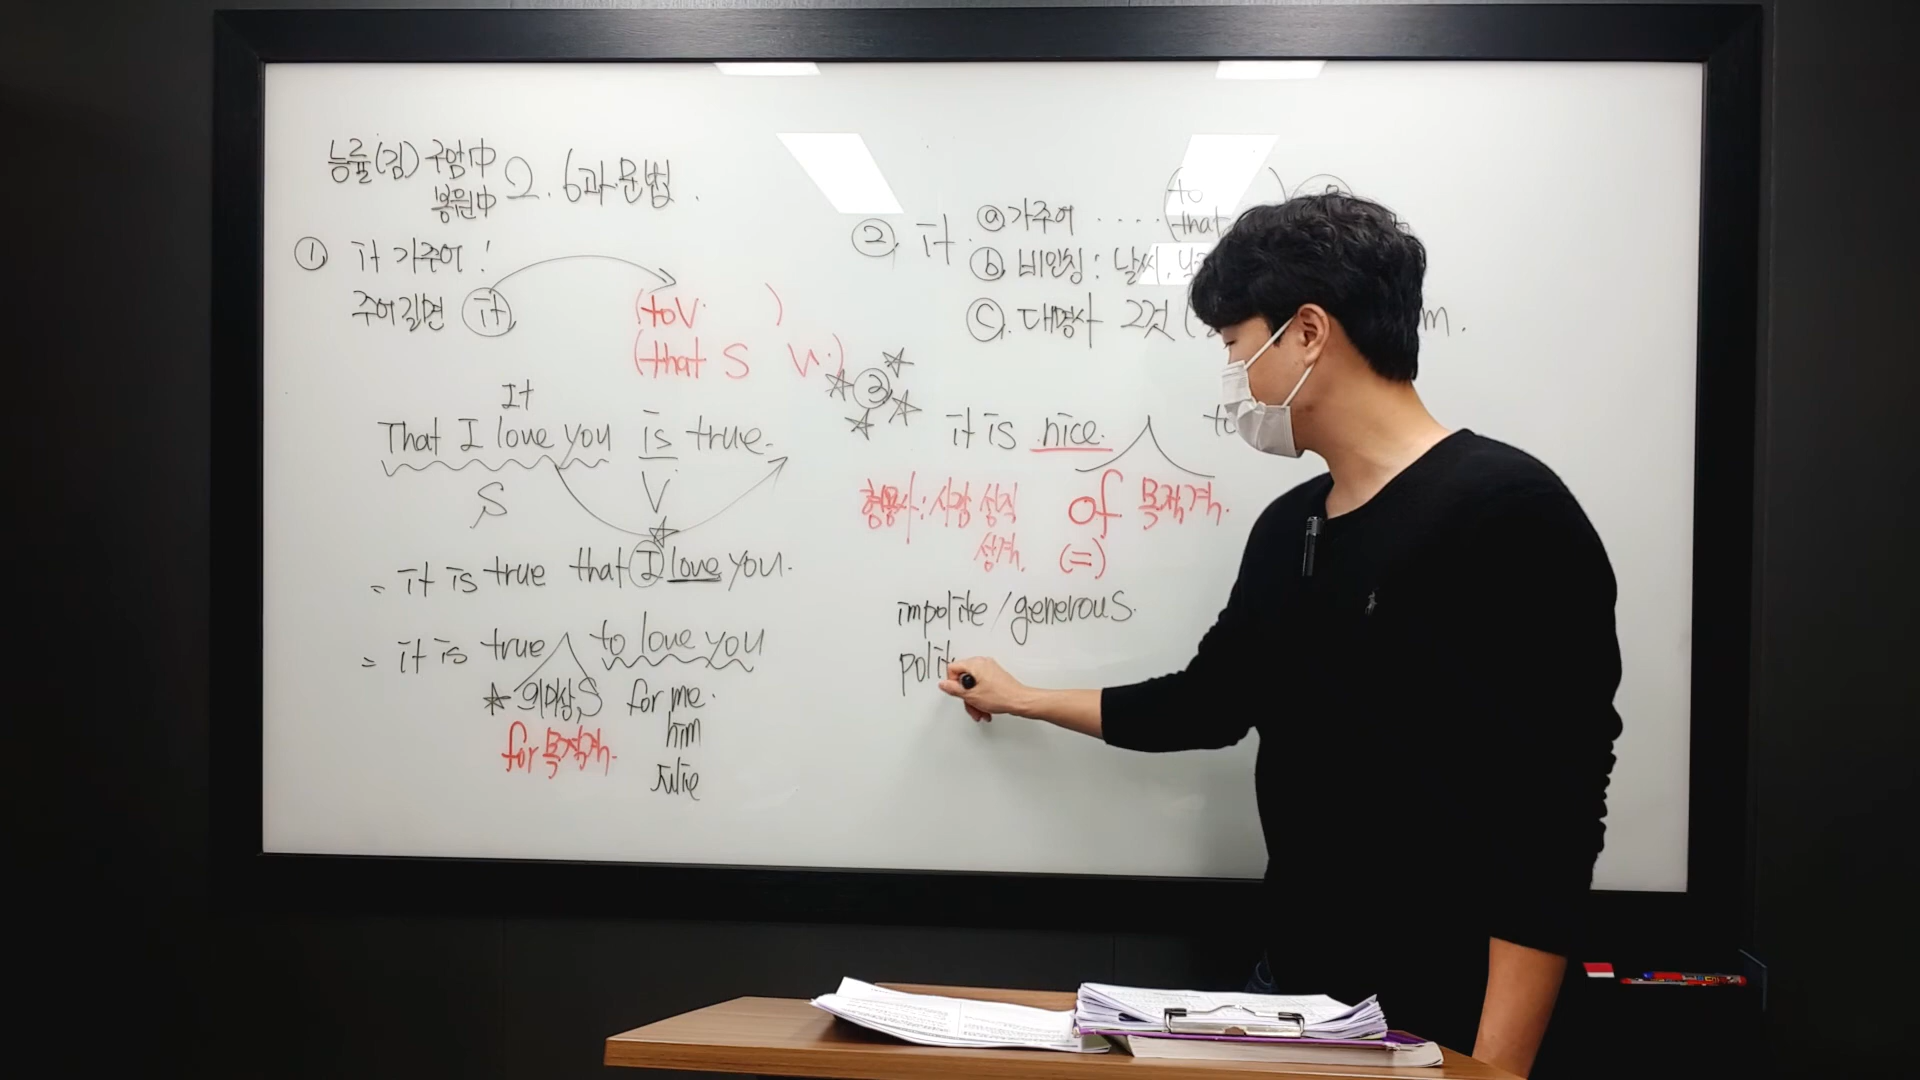 능률(김) 구암中
봉원中 2. 6과 문법.
① it 가주어!
주어 길면 it
(to V. )
(that S V.)
It
That I love you is true.
S V
= it is true that I love you.
= it is true to love you
★ 의미상 S for me.
for 목적격. him
Julie
② it ⓐ 가주어 .... (to )
that
ⓑ 비인칭: 날씨,
ⓒ. 대명사 그것 (
③
it is nice. to
형용사: 사람 성질 of 목적격.
성격. (=)
impolite / generous.
polit